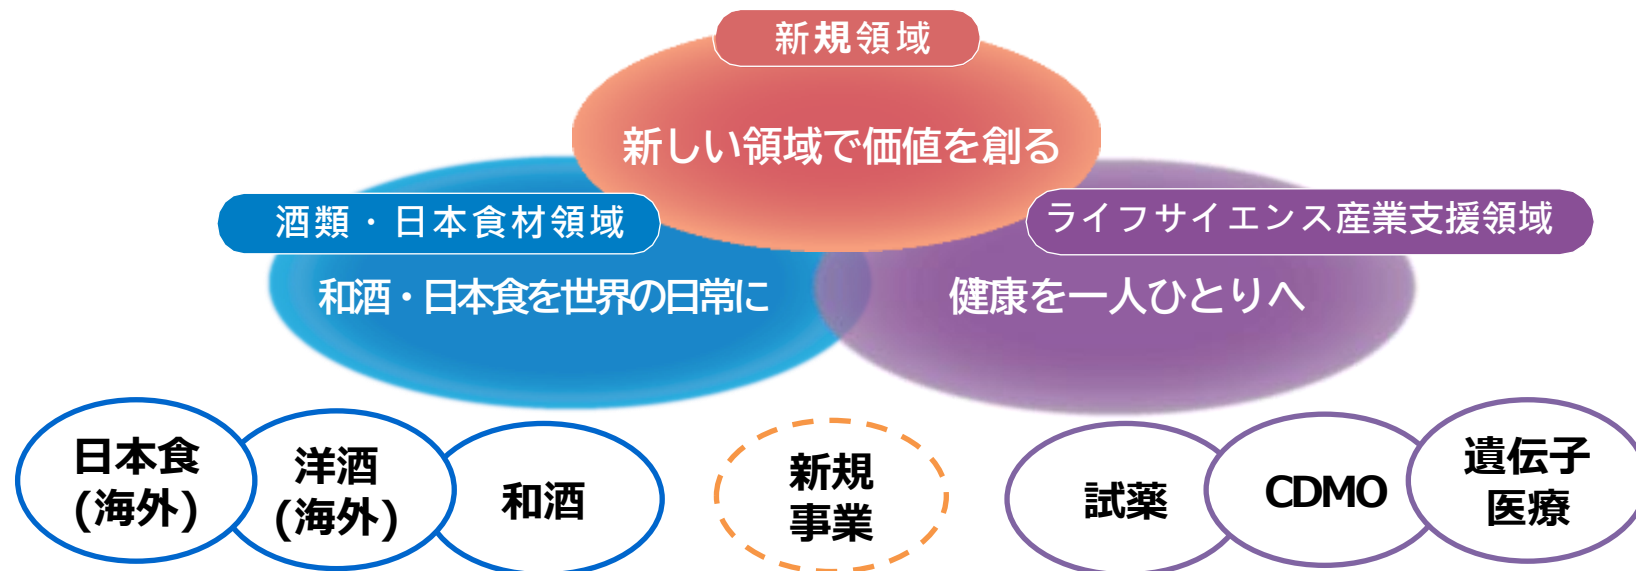 新規領域
新しい領域で価値を創る
酒類・日本食材領域
和酒・日本食を世界の日常に
ライフサイエンス産業支援領域
健康を一人ひとりへ
日本食
(海外)
洋酒
(海外)
和酒
新規
事業
試薬
CDMO
遺伝子
医療